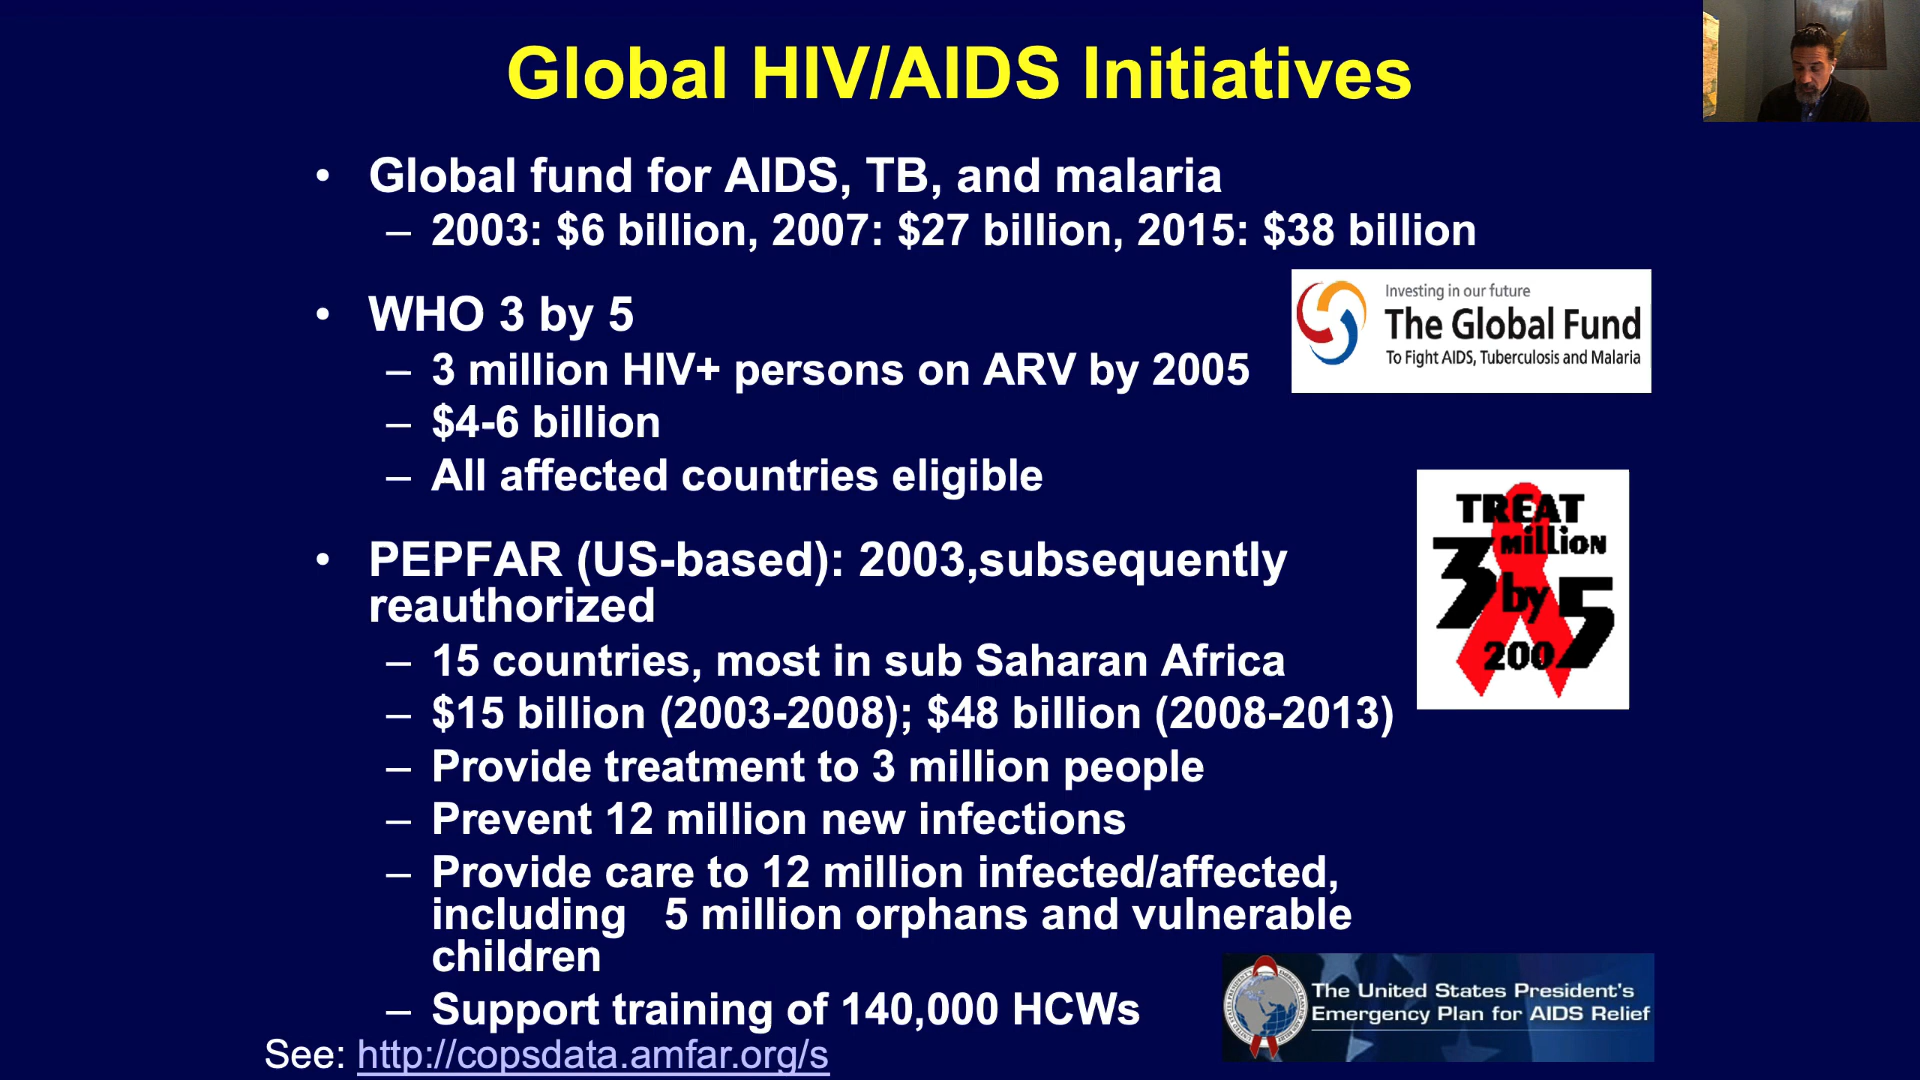 Global HIV/AIDS Initiatives
• Global fund for AIDS, TB, and malaria
– 2003: $6 billion, 2007: $27 billion, 2015: $38 billion
Investing in our future
The Global Fund
To Fight AIDS, Tuberculosis and Malaria
• WHO 3 by 5
– 3 million HIV+ persons on ARV by 2005
– $4-6 billion
– All affected countries eligible
TREAT
3 MilliON
by 5
2005
• PEPFAR (US-based): 2003,subsequently
reauthorized
– 15 countries, most in sub Saharan Africa
– $15 billion (2003-2008); $48 billion (2008-2013)
– Provide treatment to 3 million people
– Prevent 12 million new infections
– Provide care to 12 million infected/affected,
including 5 million orphans and vulnerable
children
– Support training of 140,000 HCWs
The United States President's
Emergency Plan for AIDS Relief
See: http://copsdata.amfar.org/s